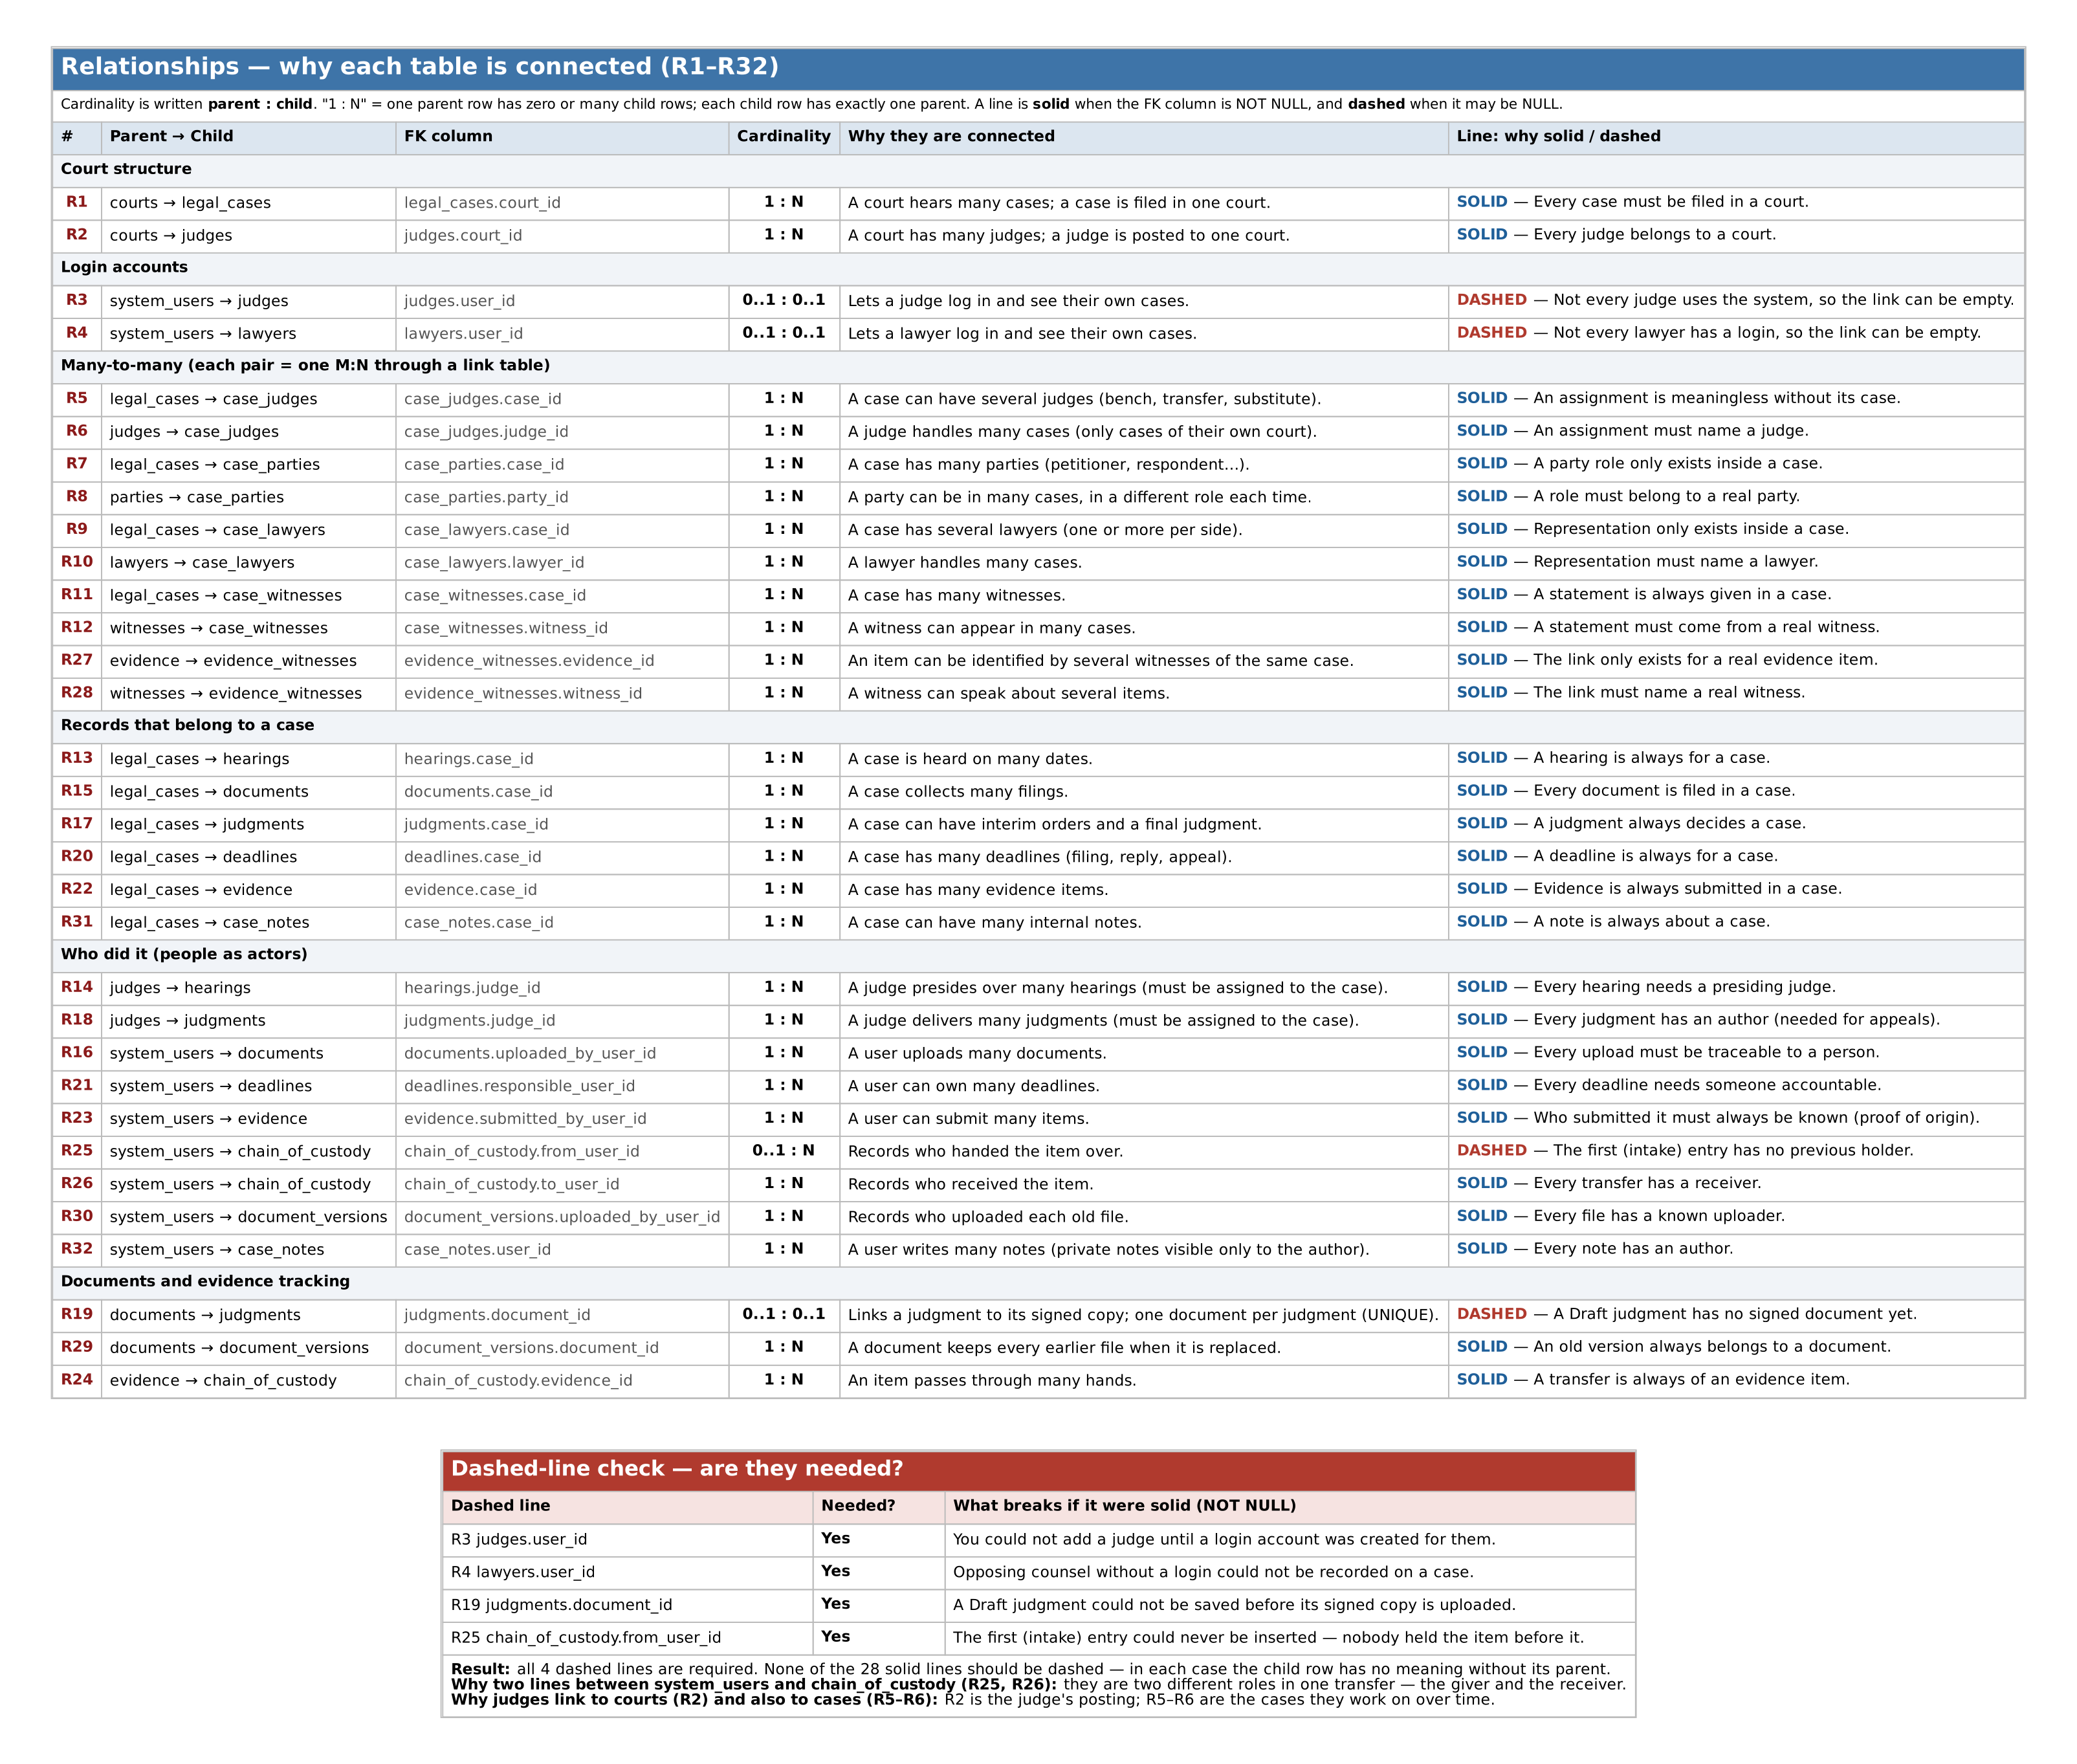 Relationships — why each table is connected (R1–R32)
Cardinality is written parent : child. "1 : N" = one parent row has zero or many child rows; each child row has exactly one parent. A line is solid when the FK column is NOT NULL, and dashed when it may be NULL.
# Parent → Child FK column Cardinality Why they are connected Line: why solid / dashed
Court structure
R1 courts → legal_cases legal_cases.court_id 1 : N A court hears many cases; a case is filed in one court. SOLID — Every case must be filed in a court.
R2 courts → judges judges.court_id 1 : N A court has many judges; a judge is posted to one court. SOLID — Every judge belongs to a court.
Login accounts
R3 system_users → judges judges.user_id 0..1 : 0..1 Lets a judge log in and see their own cases. DASHED — Not every judge uses the system, so the link can be empty.
R4 system_users → lawyers lawyers.user_id 0..1 : 0..1 Lets a lawyer log in and see their own cases. DASHED — Not every lawyer has a login, so the link can be empty.
Many-to-many (each pair = one M:N through a link table)
R5 legal_cases → case_judges case_judges.case_id 1 : N A case can have several judges (bench, transfer, substitute). SOLID — An assignment is meaningless without its case.
R6 judges → case_judges case_judges.judge_id 1 : N A judge handles many cases (only cases of their own court). SOLID — An assignment must name a judge.
R7 legal_cases → case_parties case_parties.case_id 1 : N A case has many parties (petitioner, respondent...). SOLID — A party role only exists inside a case.
R8 parties → case_parties case_parties.party_id 1 : N A party can be in many cases, in a different role each time. SOLID — A role must belong to a real party.
R9 legal_cases → case_lawyers case_lawyers.case_id 1 : N A case has several lawyers (one or more per side). SOLID — Representation only exists inside a case.
R10 lawyers → case_lawyers case_lawyers.lawyer_id 1 : N A lawyer handles many cases. SOLID — Representation must name a lawyer.
R11 legal_cases → case_witnesses case_witnesses.case_id 1 : N A case has many witnesses. SOLID — A statement is always given in a case.
R12 witnesses → case_witnesses case_witnesses.witness_id 1 : N A witness can appear in many cases. SOLID — A statement must come from a real witness.
R27 evidence → evidence_witnesses evidence_witnesses.evidence_id 1 : N An item can be identified by several witnesses of the same case. SOLID — The link only exists for a real evidence item.
R28 witnesses → evidence_witnesses evidence_witnesses.witness_id 1 : N A witness can speak about several items. SOLID — The link must name a real witness.
Records that belong to a case
R13 legal_cases → hearings hearings.case_id 1 : N A case is heard on many dates. SOLID — A hearing is always for a case.
R15 legal_cases → documents documents.case_id 1 : N A case collects many filings. SOLID — Every document is filed in a case.
R17 legal_cases → judgments judgments.case_id 1 : N A case can have interim orders and a final judgment. SOLID — A judgment always decides a case.
R20 legal_cases → deadlines deadlines.case_id 1 : N A case has many deadlines (filing, reply, appeal). SOLID — A deadline is always for a case.
R22 legal_cases → evidence evidence.case_id 1 : N A case has many evidence items. SOLID — Evidence is always submitted in a case.
R31 legal_cases → case_notes case_notes.case_id 1 : N A case can have many internal notes. SOLID — A note is always about a case.
Who did it (people as actors)
R14 judges → hearings hearings.judge_id 1 : N A judge presides over many hearings (must be assigned to the case). SOLID — Every hearing needs a presiding judge.
R18 judges → judgments judgments.judge_id 1 : N A judge delivers many judgments (must be assigned to the case). SOLID — Every judgment has an author (needed for appeals).
R16 system_users → documents documents.uploaded_by_user_id 1 : N A user uploads many documents. SOLID — Every upload must be traceable to a person.
R21 system_users → deadlines deadlines.responsible_user_id 1 : N A user can own many deadlines. SOLID — Every deadline needs someone accountable.
R23 system_users → evidence evidence.submitted_by_user_id 1 : N A user can submit many items. SOLID — Who submitted it must always be known (proof of origin).
R25 system_users → chain_of_custody chain_of_custody.from_user_id 0..1 : N Records who handed the item over. DASHED — The first (intake) entry has no previous holder.
R26 system_users → chain_of_custody chain_of_custody.to_user_id 1 : N Records who received the item. SOLID — Every transfer has a receiver.
R30 system_users → document_versions document_versions.uploaded_by_user_id 1 : N Records who uploaded each old file. SOLID — Every file has a known uploader.
R32 system_users → case_notes case_notes.user_id 1 : N A user writes many notes (private notes visible only to the author). SOLID — Every note has an author.
Documents and evidence tracking
R19 documents → judgments judgments.document_id 0..1 : 0..1 Links a judgment to its signed copy; one document per judgment (UNIQUE). DASHED — A Draft judgment has no signed document yet.
R29 documents → document_versions document_versions.document_id 1 : N A document keeps every earlier file when it is replaced. SOLID — An old version always belongs to a document.
R24 evidence → chain_of_custody chain_of_custody.evidence_id 1 : N An item passes through many hands. SOLID — A transfer is always of an evidence item.
Dashed-line check — are they needed?
Dashed line Needed? What breaks if it were solid (NOT NULL)
R3 judges.user_id Yes You could not add a judge until a login account was created for them.
R4 lawyers.user_id Yes Opposing counsel without a login could not be recorded on a case.
R19 judgments.document_id Yes A Draft judgment could not be saved before its signed copy is uploaded.
R25 chain_of_custody.from_user_id Yes The first (intake) entry could never be inserted — nobody held the item before it.
Result: all 4 dashed lines are required. None of the 28 solid lines should be dashed — in each case the child row has no meaning without its parent.
Why two lines between system_users and chain_of_custody (R25, R26): they are two different roles in one transfer — the giver and the receiver.
Why judges link to courts (R2) and also to cases (R5–R6): R2 is the judge's posting; R5–R6 are the cases they work on over time.